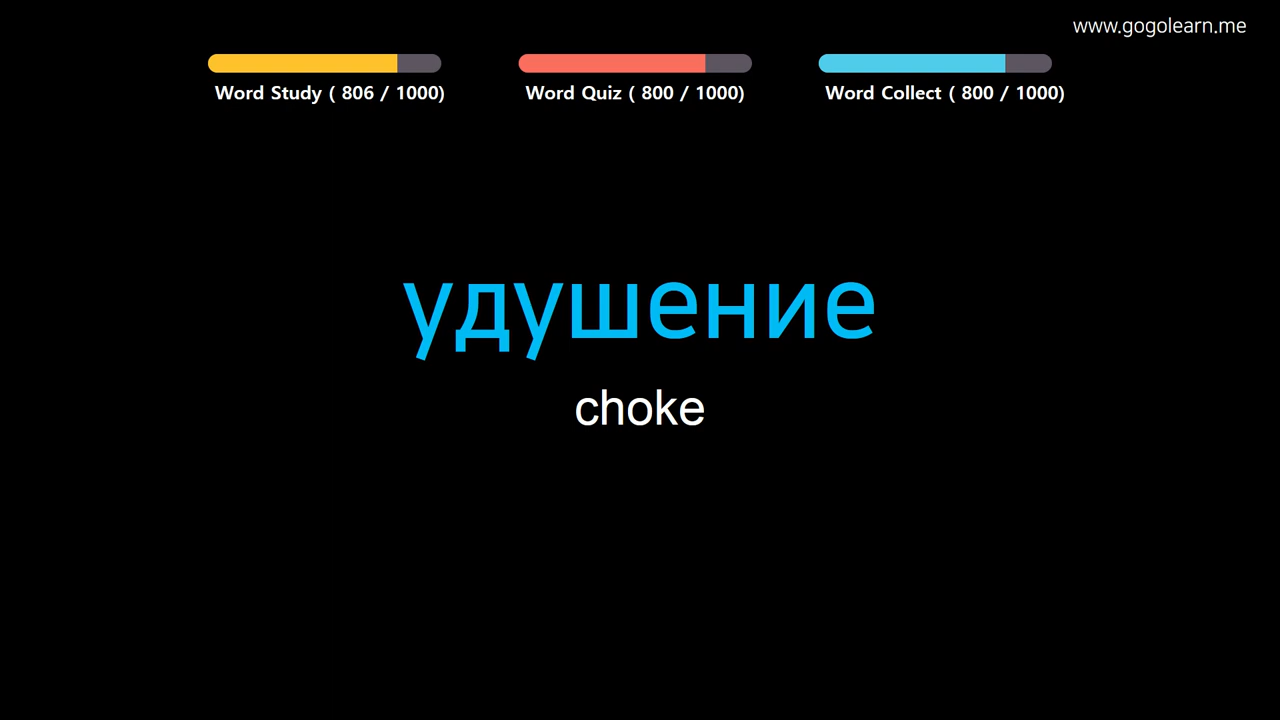 www.gogolearn.me
Word Study ( 806 / 1000)
Word Quiz ( 800 / 1000)
Word Collect ( 800 / 1000)
удушение
choke